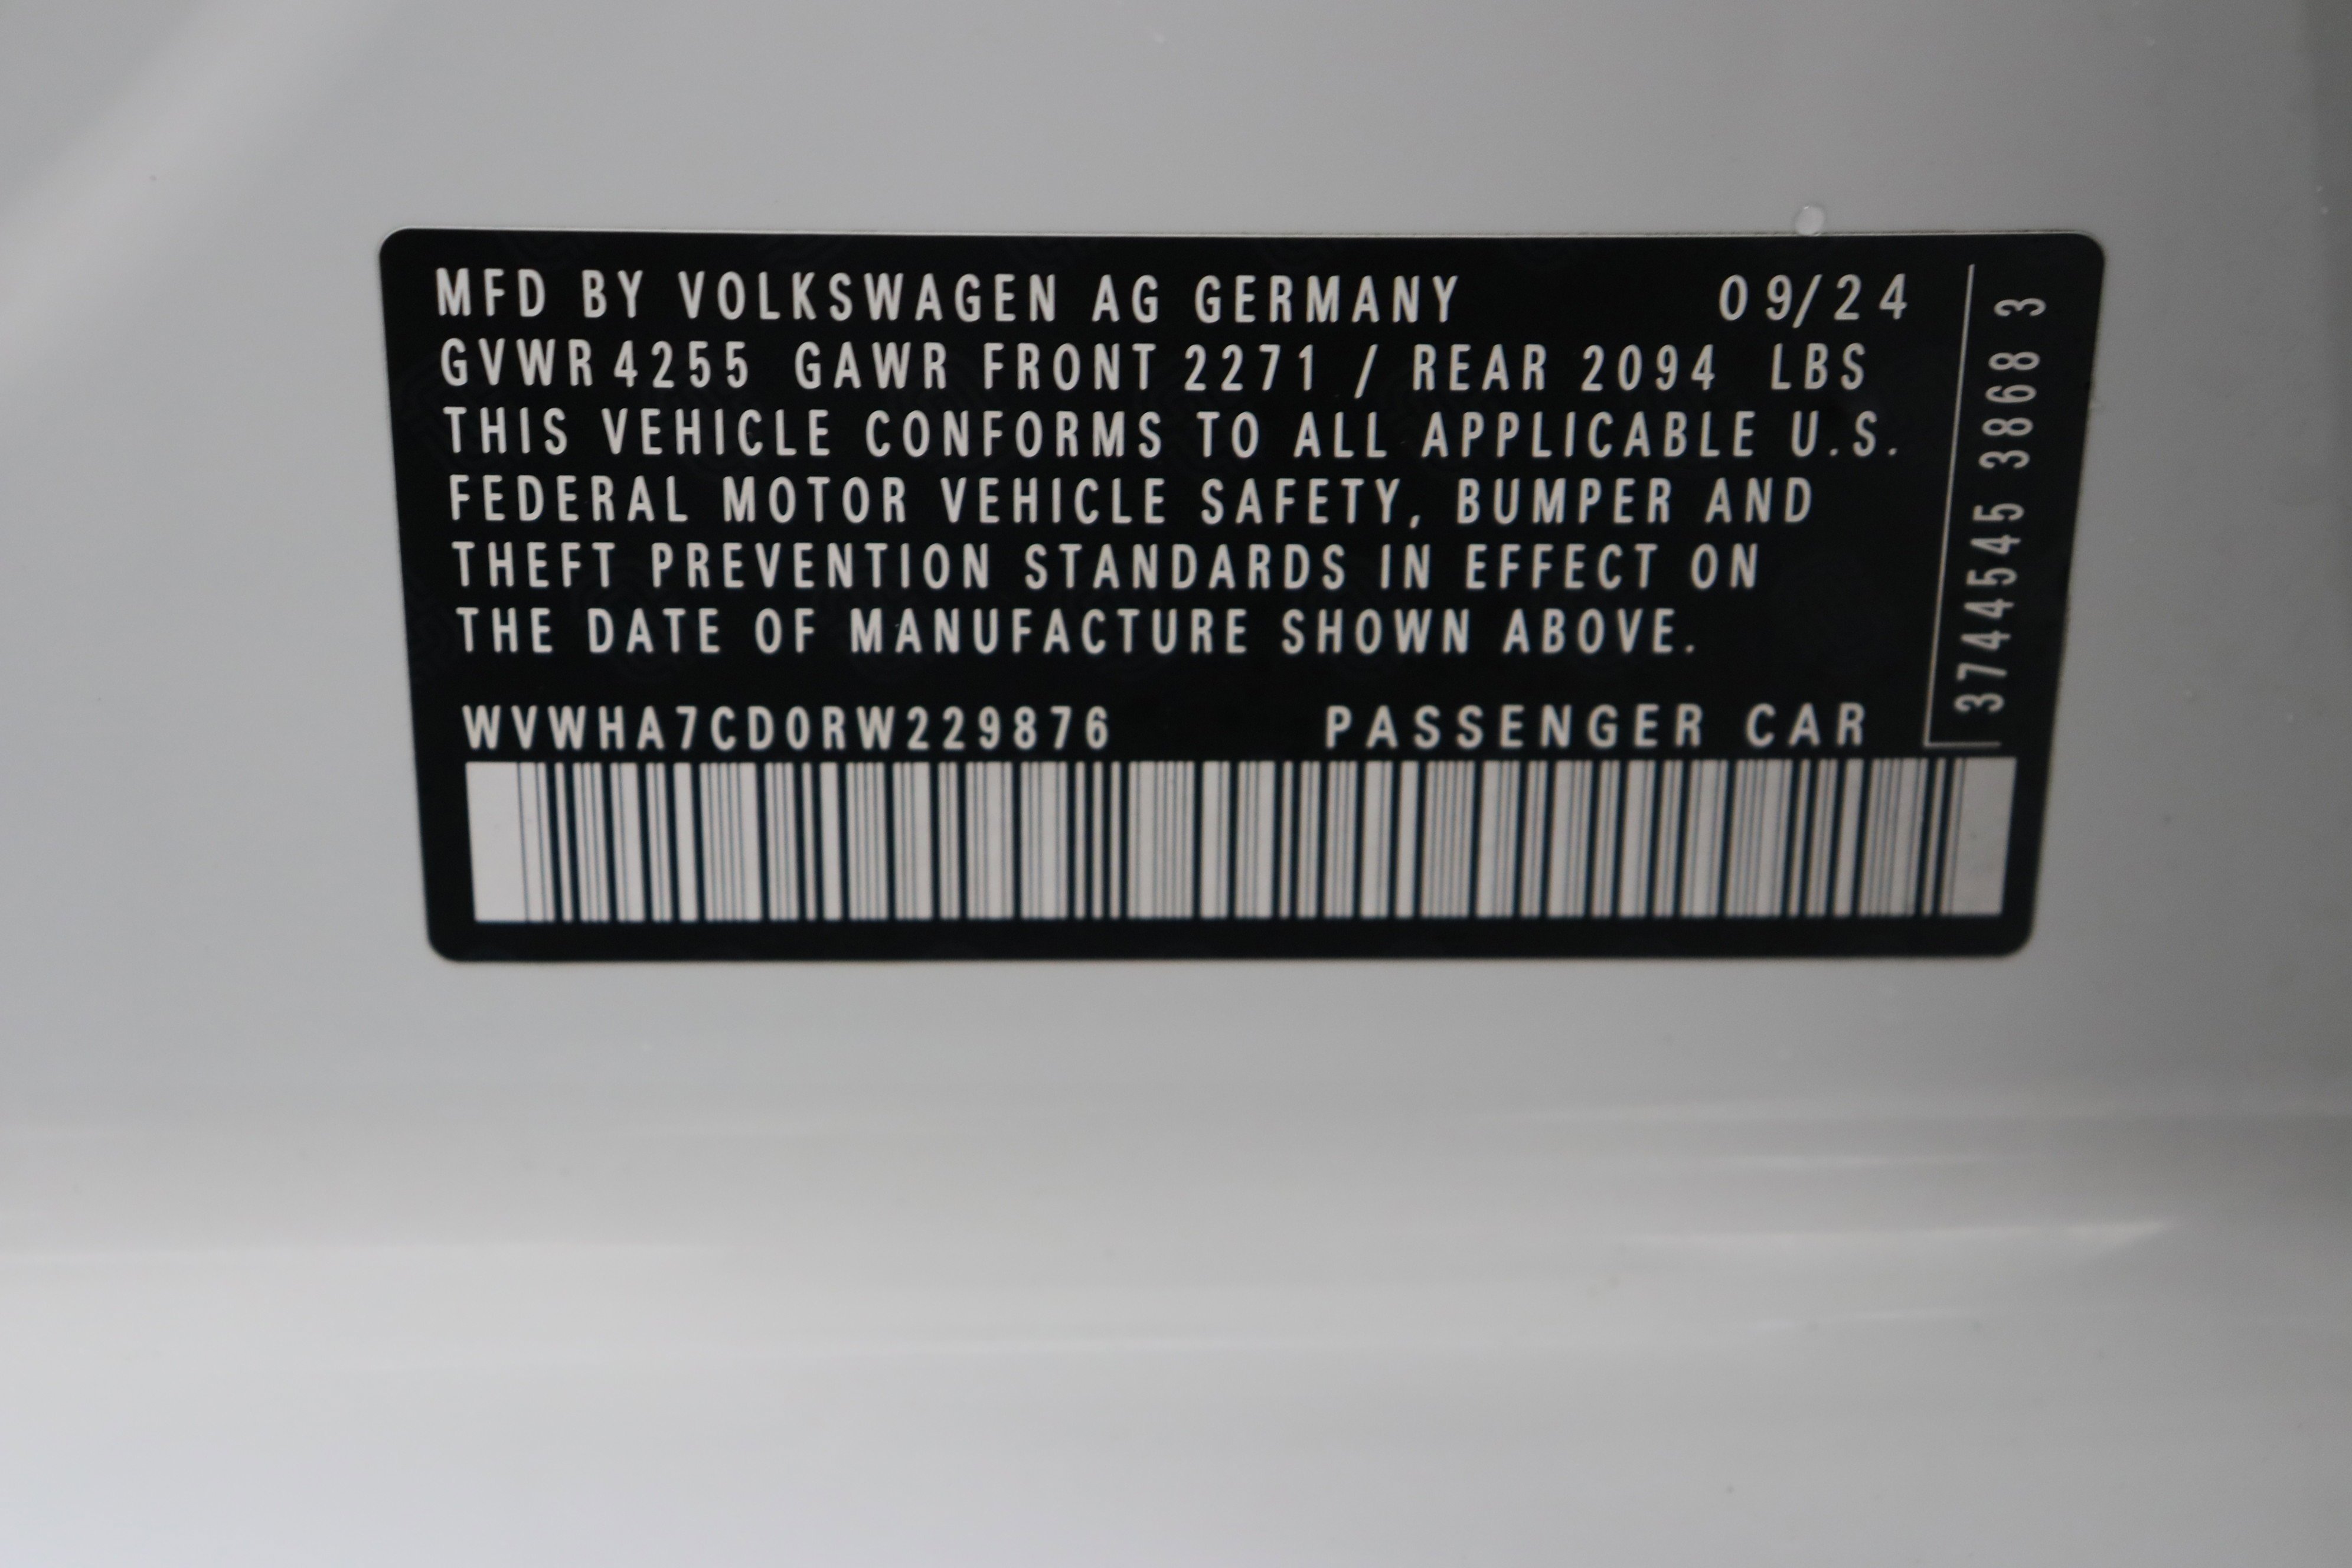 MFD BY VOLKSWAGEN AG GERMANY 09/24
GVWR 4255 GAWR FRONT 2271 / REAR 2094 LBS
THIS VEHICLE CONFORMS TO ALL APPLICABLE U.S.
FEDERAL MOTOR VEHICLE SAFETY, BUMPER AND
THEFT PREVENTION STANDARDS IN EFFECT ON
THE DATE OF MANUFACTURE SHOWN ABOVE.
WVWHA7CD0RW229876 PASSENGER CAR
3744545 3868 3